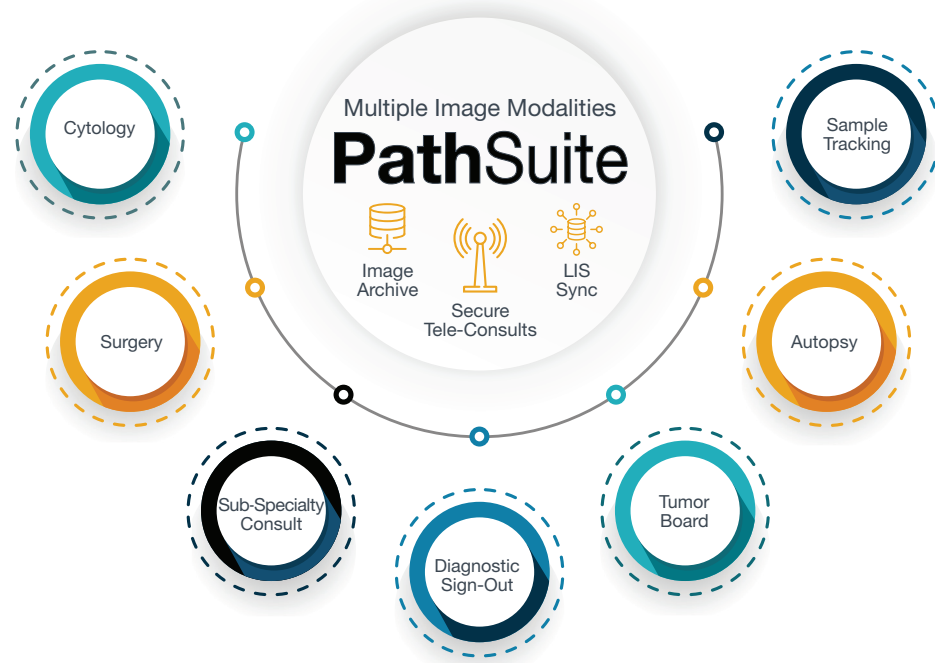 Multiple Image Modalities
PathSuite
Image
Archive
Secure
Tele-Consults
LIS
Sync
Cytology
Surgery
Sub-Specialty
Consult
Diagnostic
Sign-Out
Tumor
Board
Autopsy
Sample
Tracking